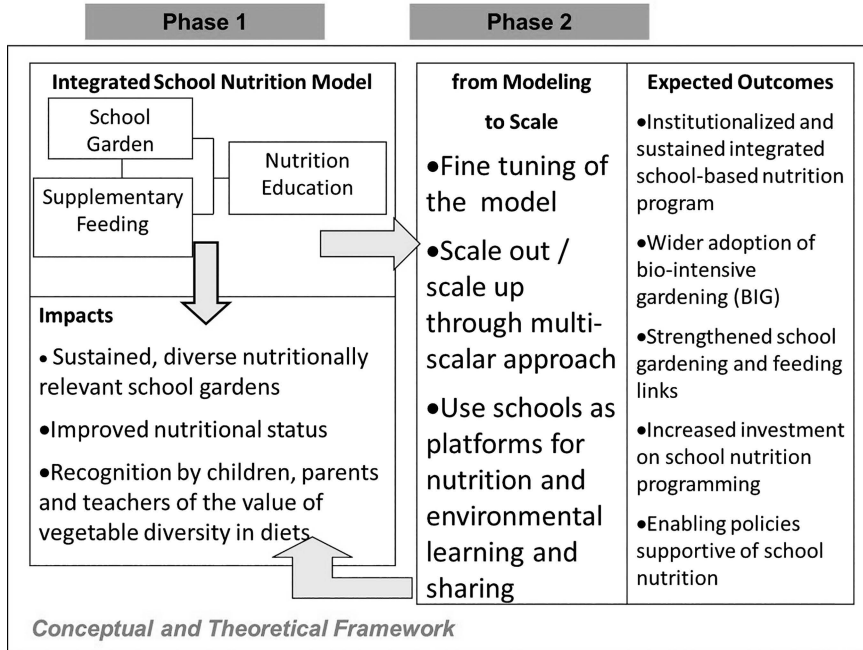 Phase 1
Phase 2
Integrated School Nutrition Model
School
Garden
Nutrition
Education
Supplementary
Feeding
Impacts
• Sustained, diverse nutritionally
relevant school gardens
•Improved nutritional status
•Recognition by children, parents
and teachers of the value of
vegetable diversity in diets
from Modeling
to Scale
•Fine tuning of
the model
•Scale out /
scale up
through multi-
scalar approach
•Use schools as
platforms for
nutrition and
environmental
learning and
sharing
Expected Outcomes
•Institutionalized and
sustained integrated
school-based nutrition
program
•Wider adoption of
bio-intensive
gardening (BIG)
•Strengthened school
gardening and feeding
links
•Increased investment
on school nutrition
programming
•Enabling policies
supportive of school
nutrition
Conceptual and Theoretical Framework